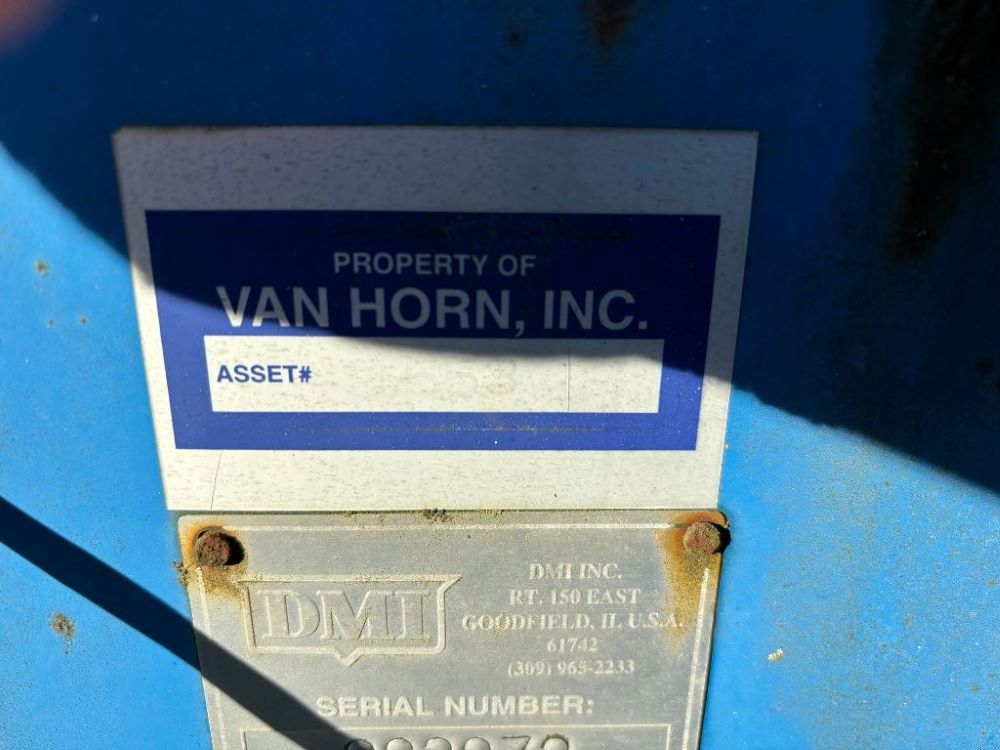 PROPERTY OF
VAN HORN, INC.
ASSET#
DMI
DMI INC.
RT. 150 EAST
GOODFIELD, IL U.S.A.
61742
(309) 965-2233
SERIAL NUMBER: